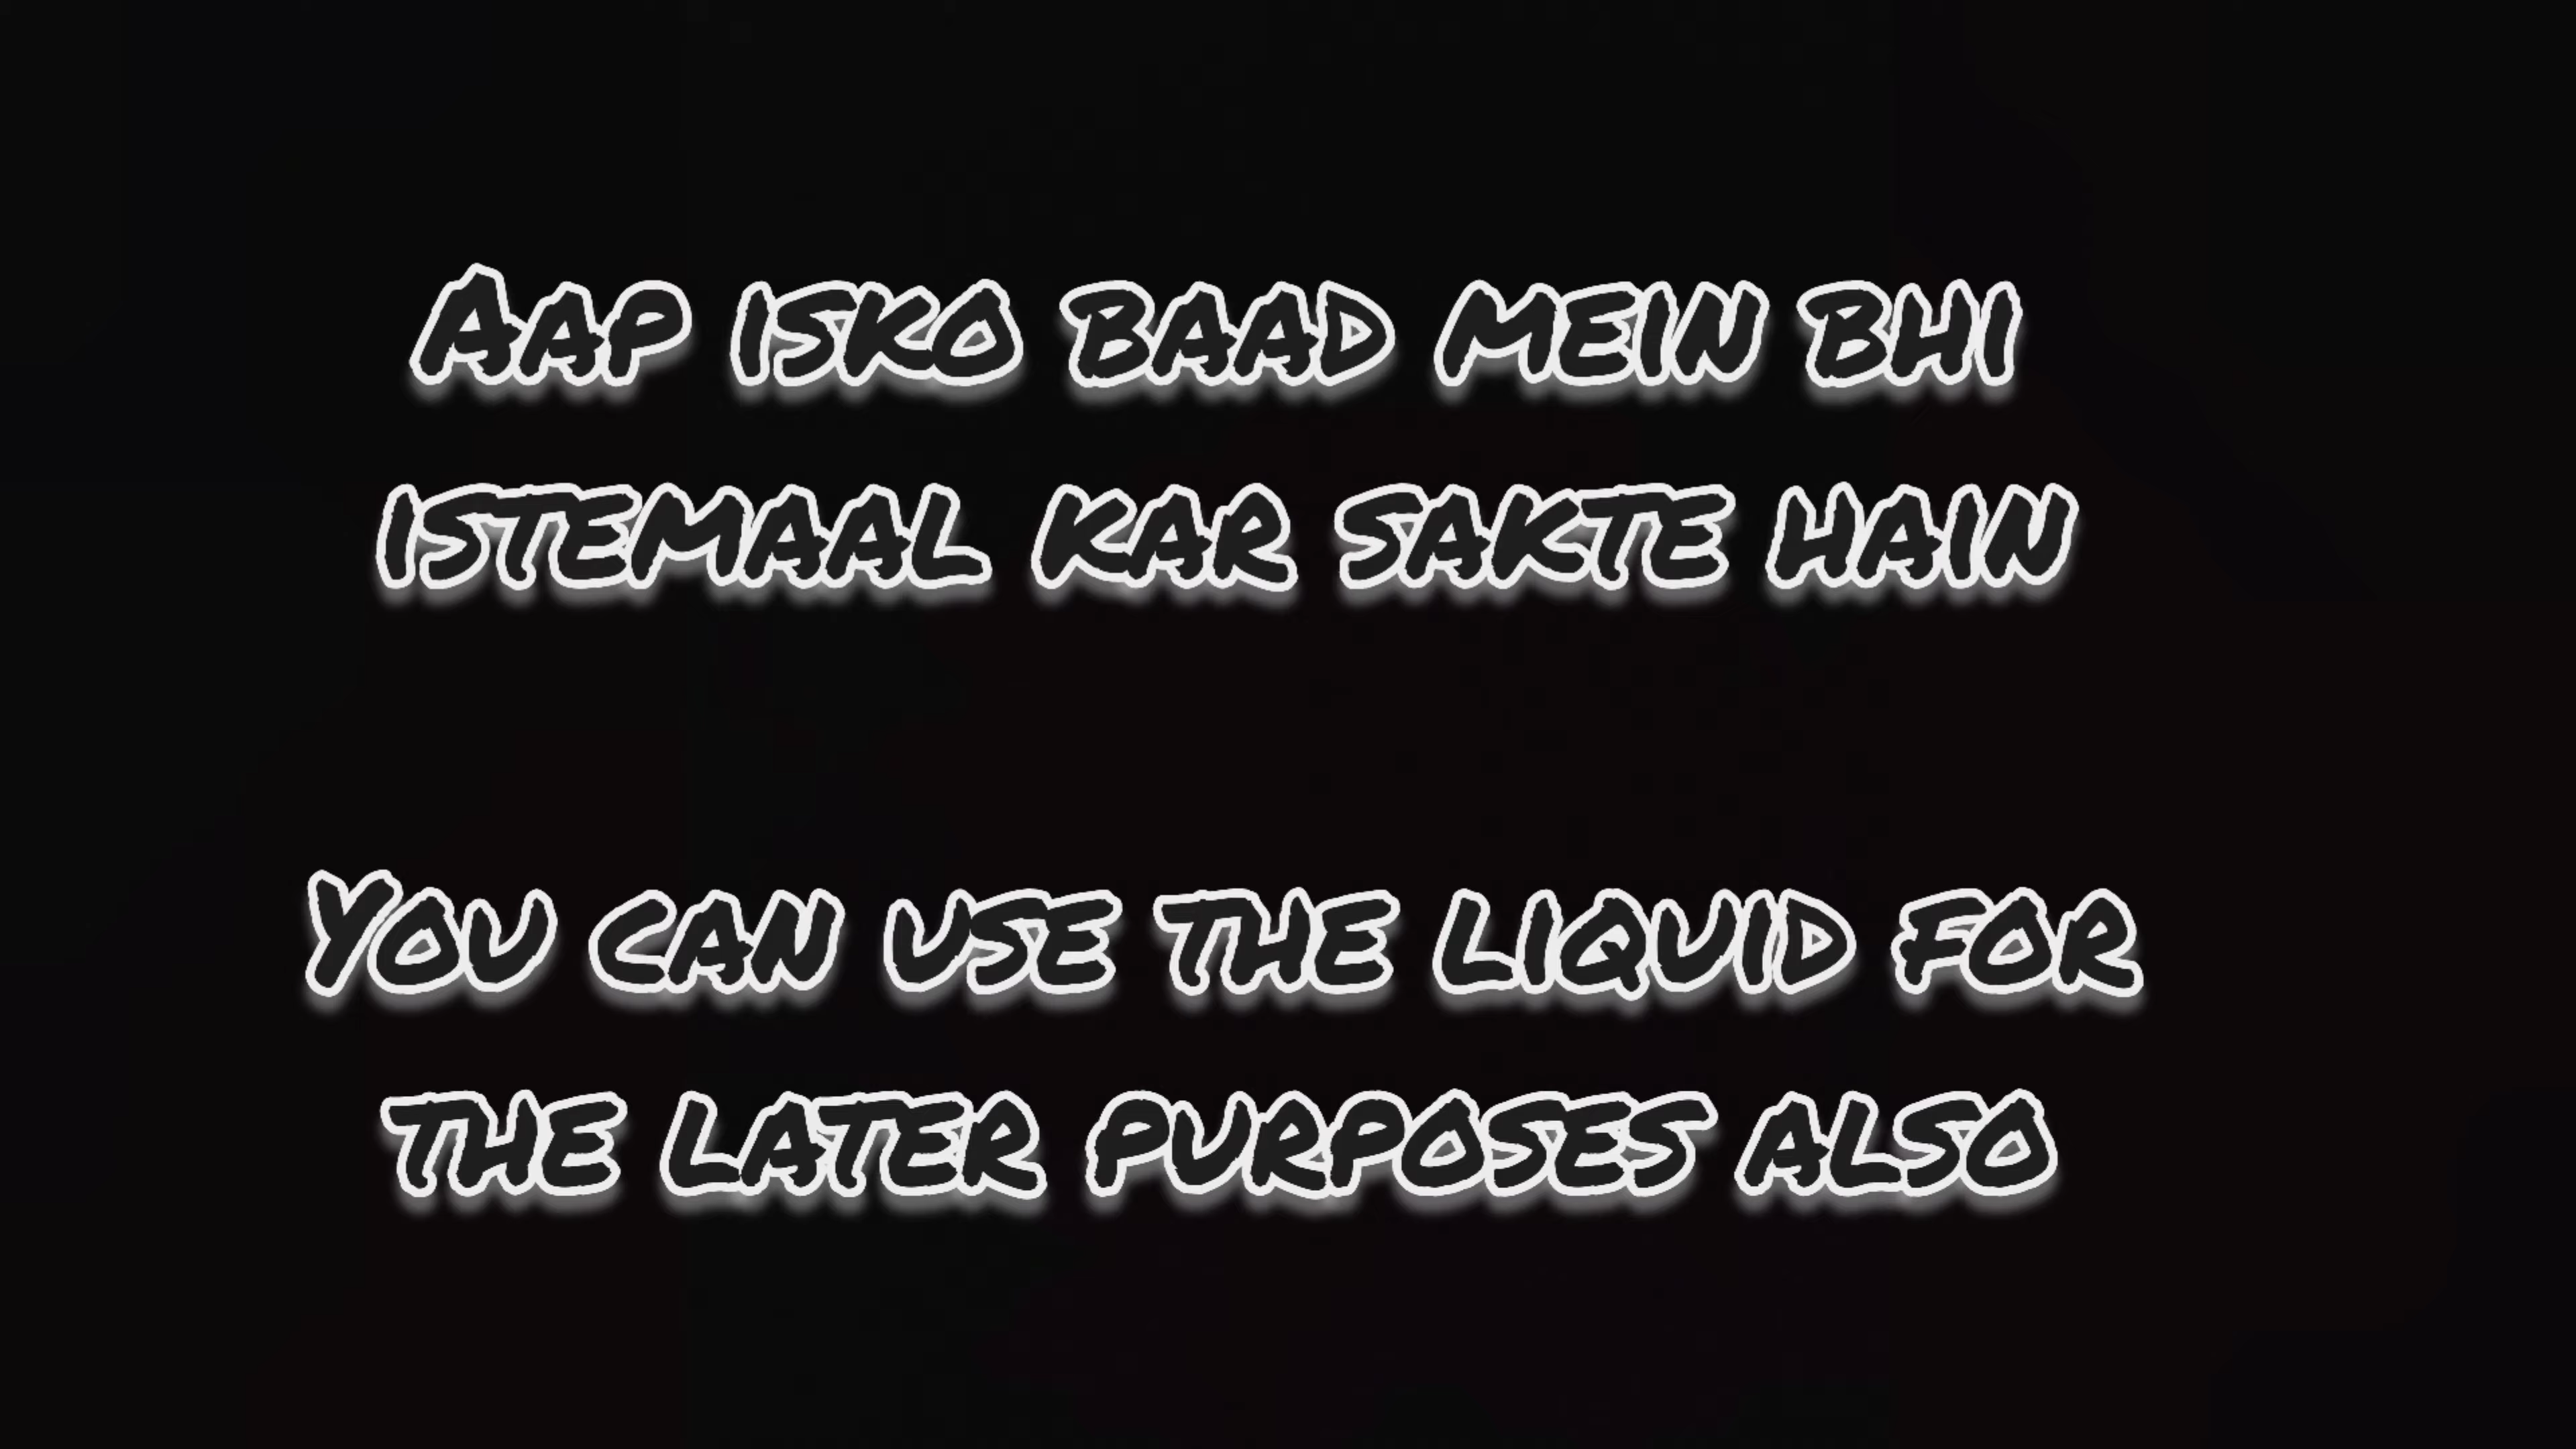 Aap isko baad mein bhi
istemaal kar sakte hain
You can use the liquid for
the later purposes also